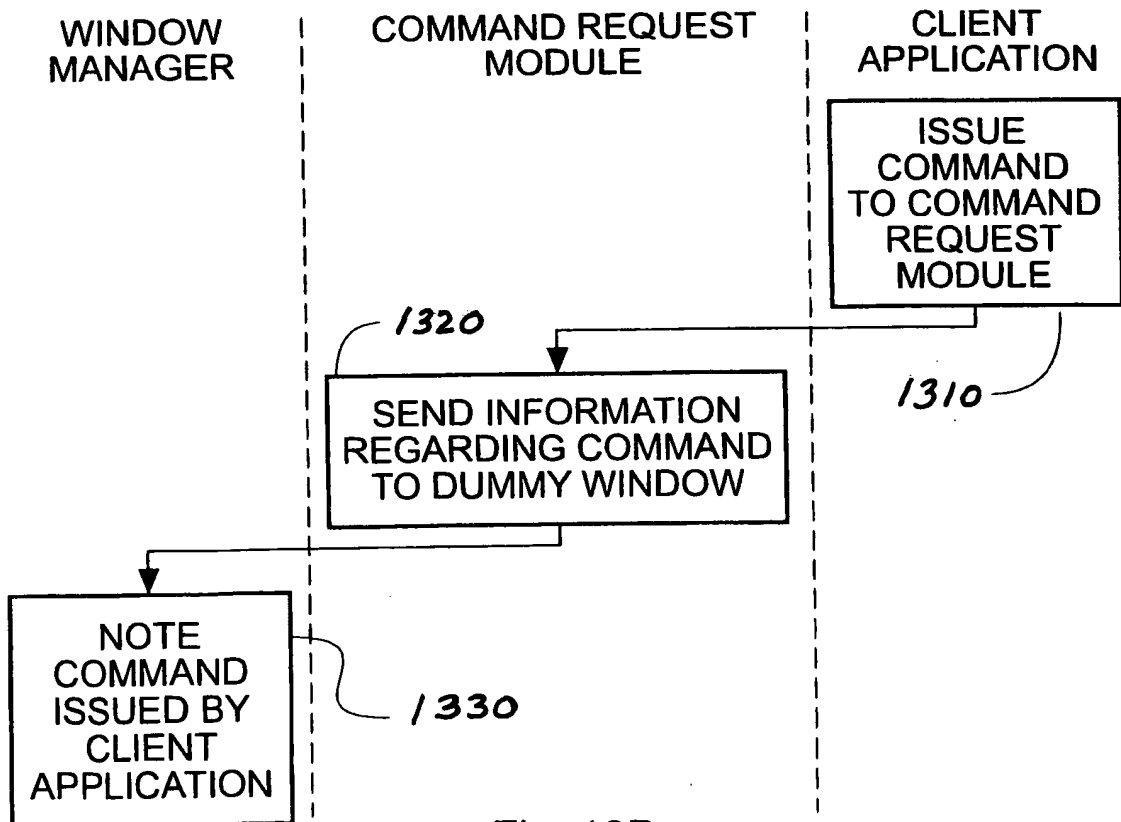 WINDOW
MANAGER
COMMAND REQUEST
MODULE
CLIENT
APPLICATION
ISSUE
COMMAND
TO COMMAND
REQUEST
MODULE
1310
1320
SEND INFORMATION
REGARDING COMMAND
TO DUMMY WINDOW
NOTE
COMMAND
ISSUED BY
CLIENT
APPLICATION
1330